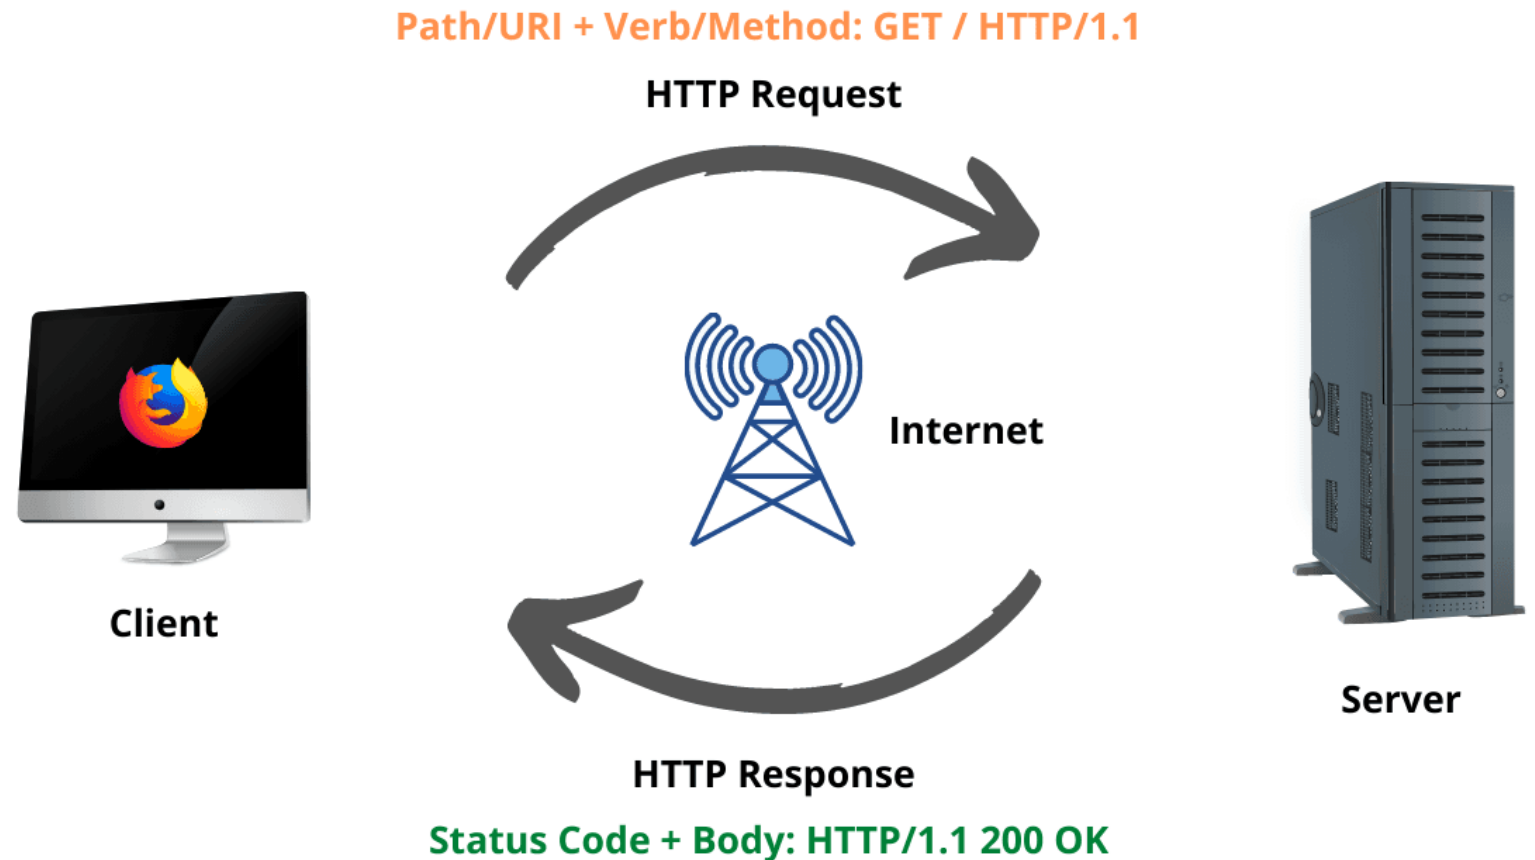 Path/URI + Verb/Method: GET / HTTP/1.1
HTTP Request
Internet
Client
Server
HTTP Response
Status Code + Body: HTTP/1.1 200 OK